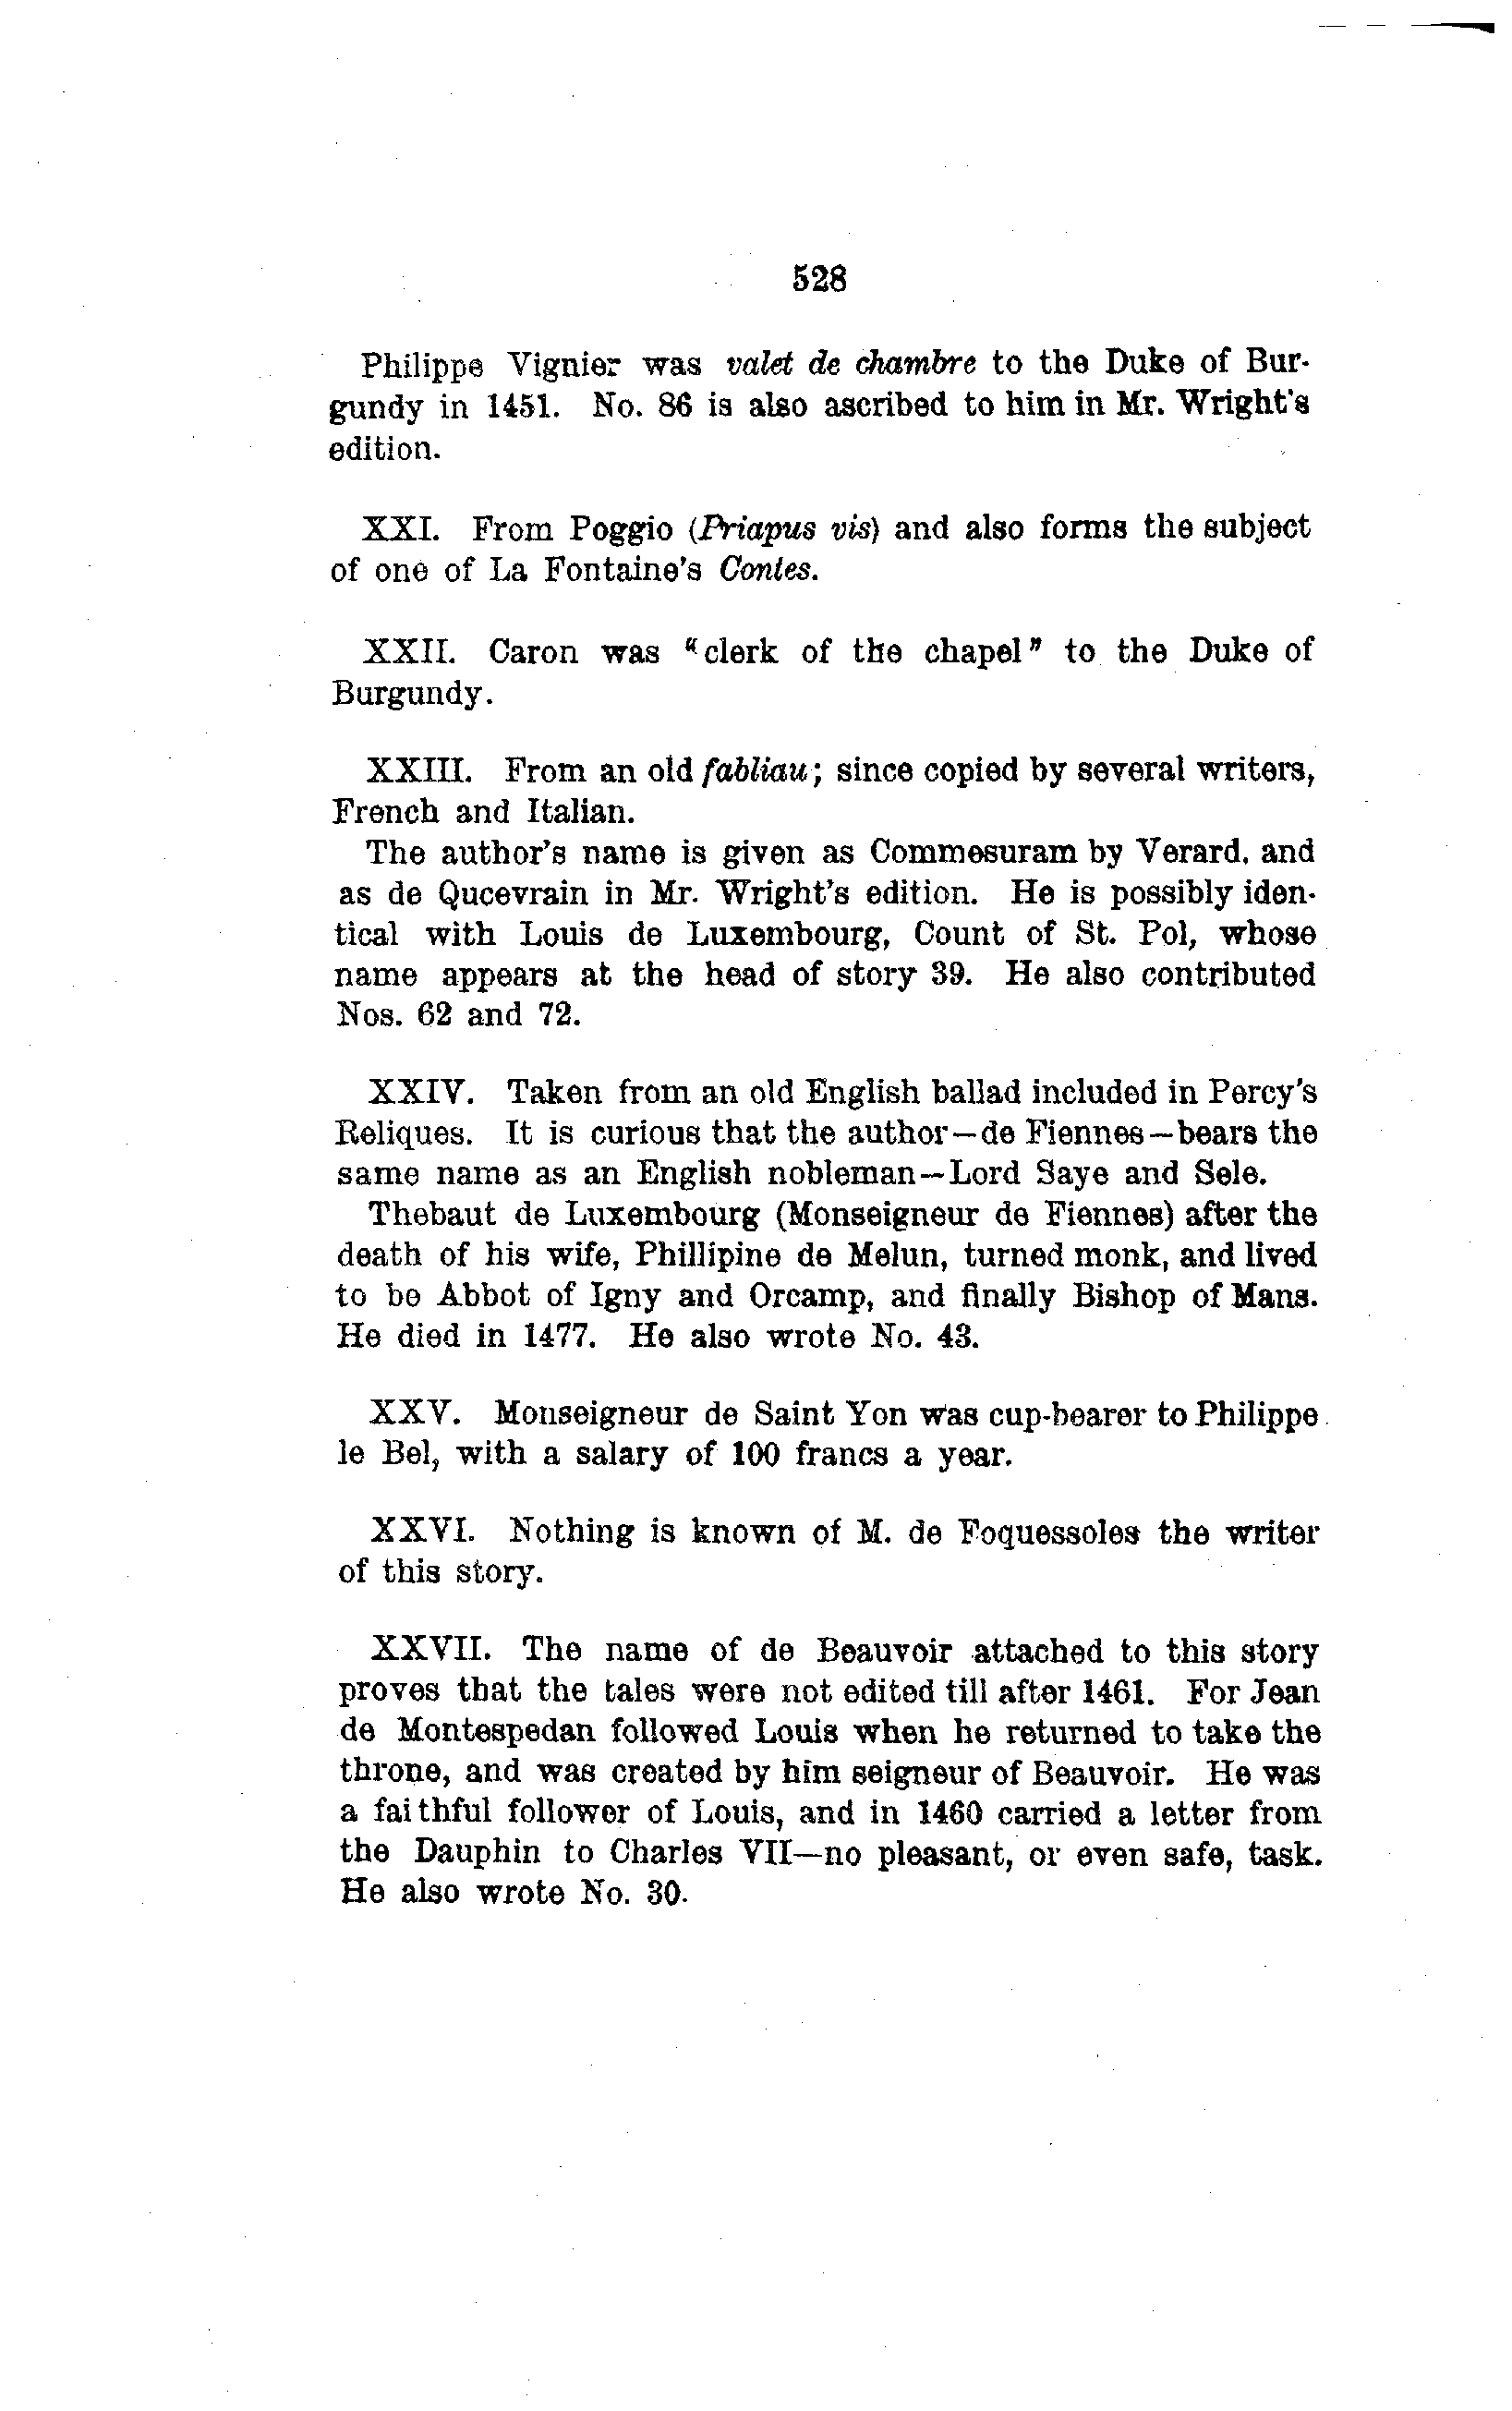 528
Philippe Vignier was valet de chambre to the Duke of Bur-
gundy in 1451. No. 86 is also ascribed to him in Mr. Wright's
edition.
XXI. From Poggio (Priapus vis) and also forms the subject
of one of La Fontaine's Contes.
XXII. Caron was "clerk of the chapel" to the Duke of
Burgundy.
XXIII. From an old fabliau; since copied by several writers,
French and Italian.
The author's name is given as Commesuram by Verard, and
as de Qucevrain in Mr. Wright's edition. He is possibly iden-
tical with Louis de Luxembourg, Count of St. Pol, whose
name appears at the head of story 39. He also contributed
Nos. 62 and 72.
XXIV. Taken from an old English ballad included in Percy's
Reliques. It is curious that the author—de Fiennes—bears the
same name as an English nobleman—Lord Saye and Sele.
Thebaut de Luxembourg (Monseigneur de Fiennes) after the
death of his wife, Phillipine de Melun, turned monk, and lived
to be Abbot of Igny and Orcamp, and finally Bishop of Mans.
He died in 1477. He also wrote No. 43.
XXV. Monseigneur de Saint Yon was cup-bearer to Philippe
le Bel, with a salary of 100 francs a year.
XXVI. Nothing is known of M. de Foquessoles the writer
of this story.
XXVII. The name of de Beauvoir attached to this story
proves that the tales were not edited till after 1461. For Jean
de Montespedan followed Louis when he returned to take the
throne, and was created by him seigneur of Beauvoir. He was
a faithful follower of Louis, and in 1460 carried a letter from
the Dauphin to Charles VII—no pleasant, or even safe, task.
He also wrote No. 30.